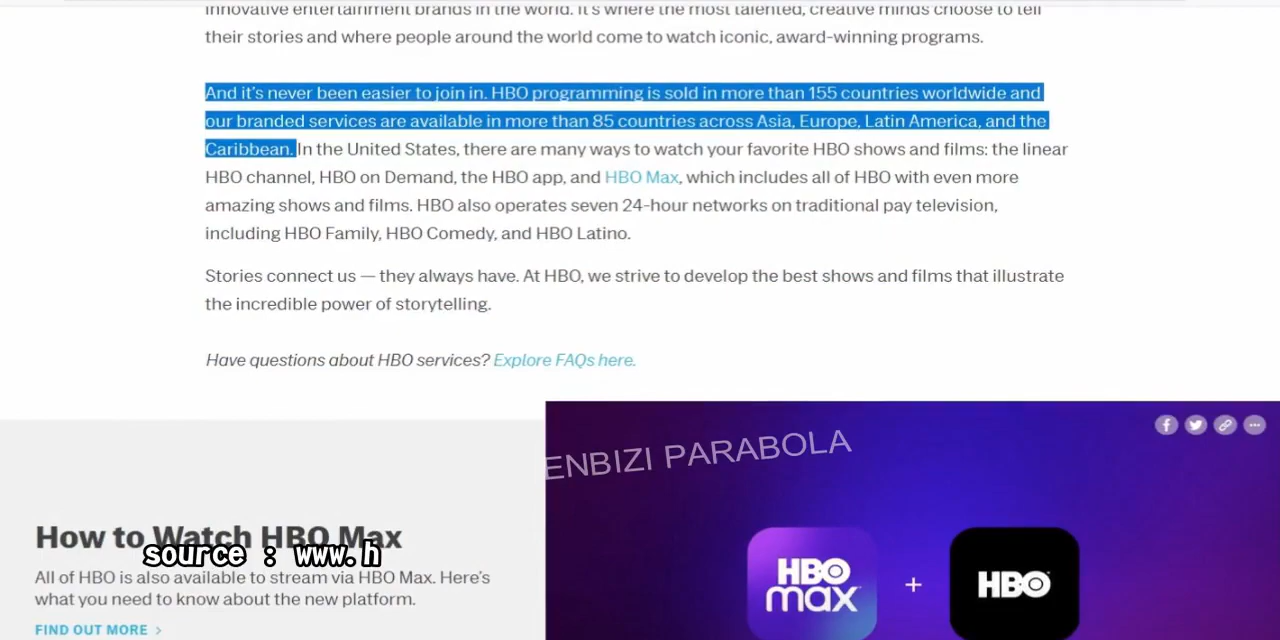 innovative entertainment brands in the world. It's where the most talented, creative minds choose to tell
their stories and where people around the world come to watch iconic, award-winning programs.
And it's never been easier to join in. HBO programming is sold in more than 155 countries worldwide and
our branded services are available in more than 85 countries across Asia, Europe, Latin America, and the
Caribbean. In the United States, there are many ways to watch your favorite HBO shows and films: the linear
HBO channel, HBO on Demand, the HBO app, and HBO Max, which includes all of HBO with even more
amazing shows and films. HBO also operates seven 24-hour networks on traditional pay television,
including HBO Family, HBO Comedy, and HBO Latino.
Stories connect us — they always have. At HBO, we strive to develop the best shows and films that illustrate
the incredible power of storytelling.
Have questions about HBO services? Explore FAQs here.
ENBIZI PARABOLA
How to Watch HBO Max
source : www.h
All of HBO is also available to stream via HBO Max. Here's
what you need to know about the new platform.
FIND OUT MORE >
HBO max + HBO